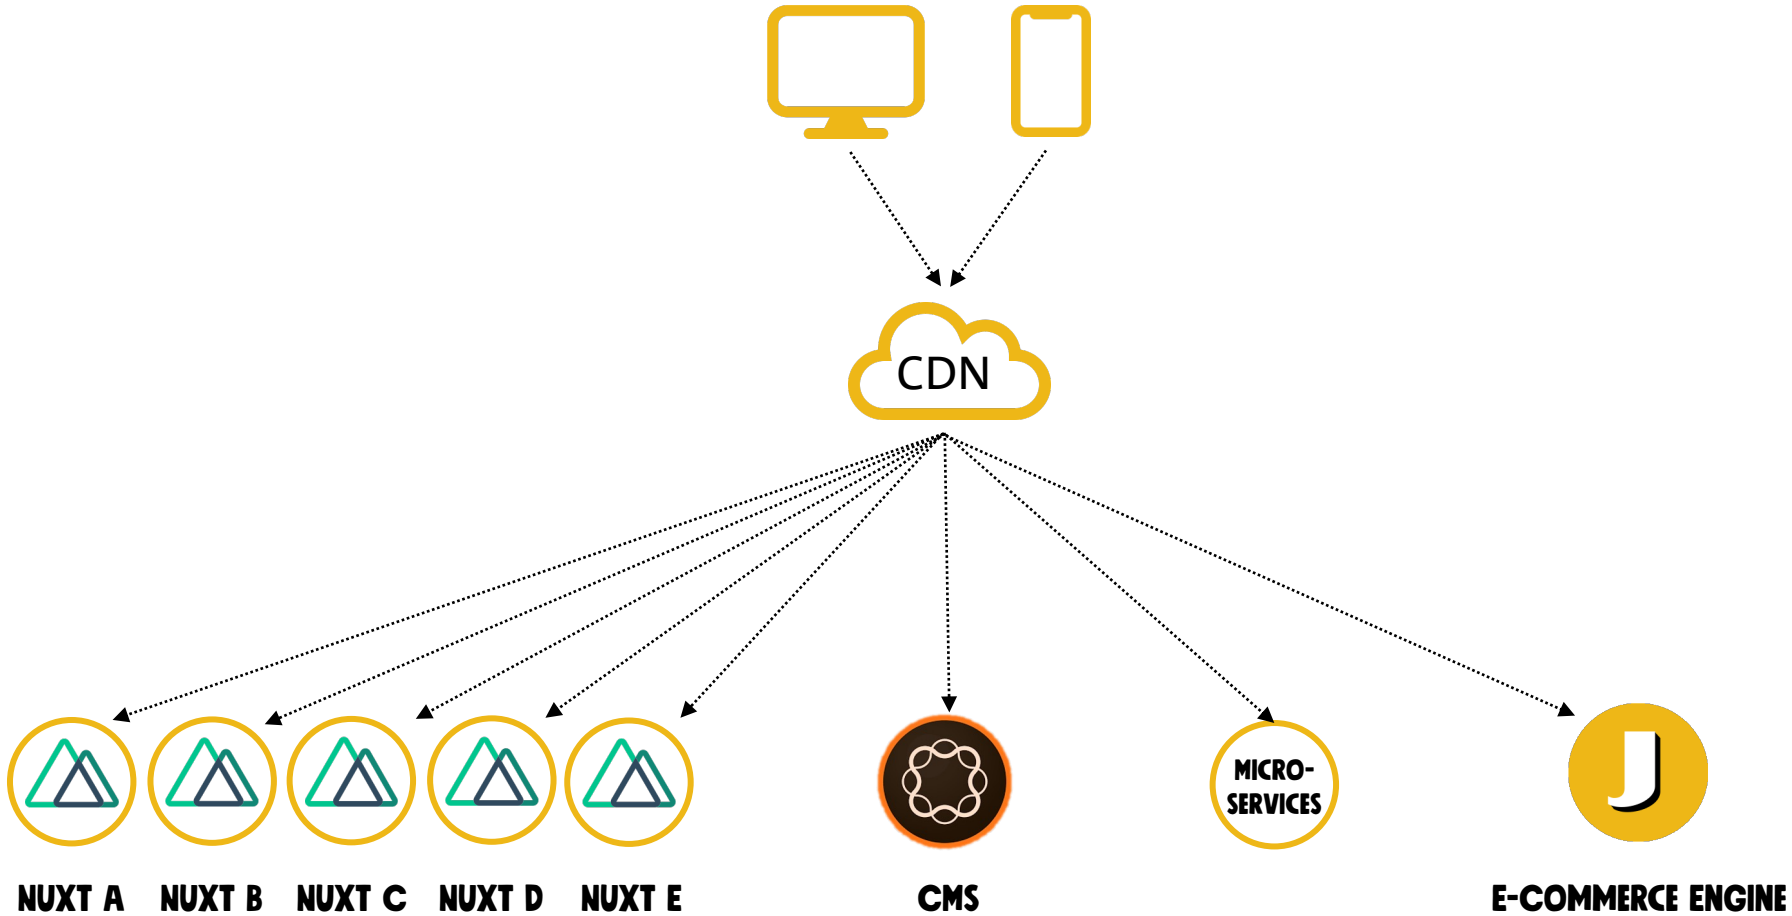 CDN
MICRO-
SERVICES
J
NUXT A
NUXT B
NUXT C
NUXT D
NUXT E
CMS
E-COMMERCE ENGINE